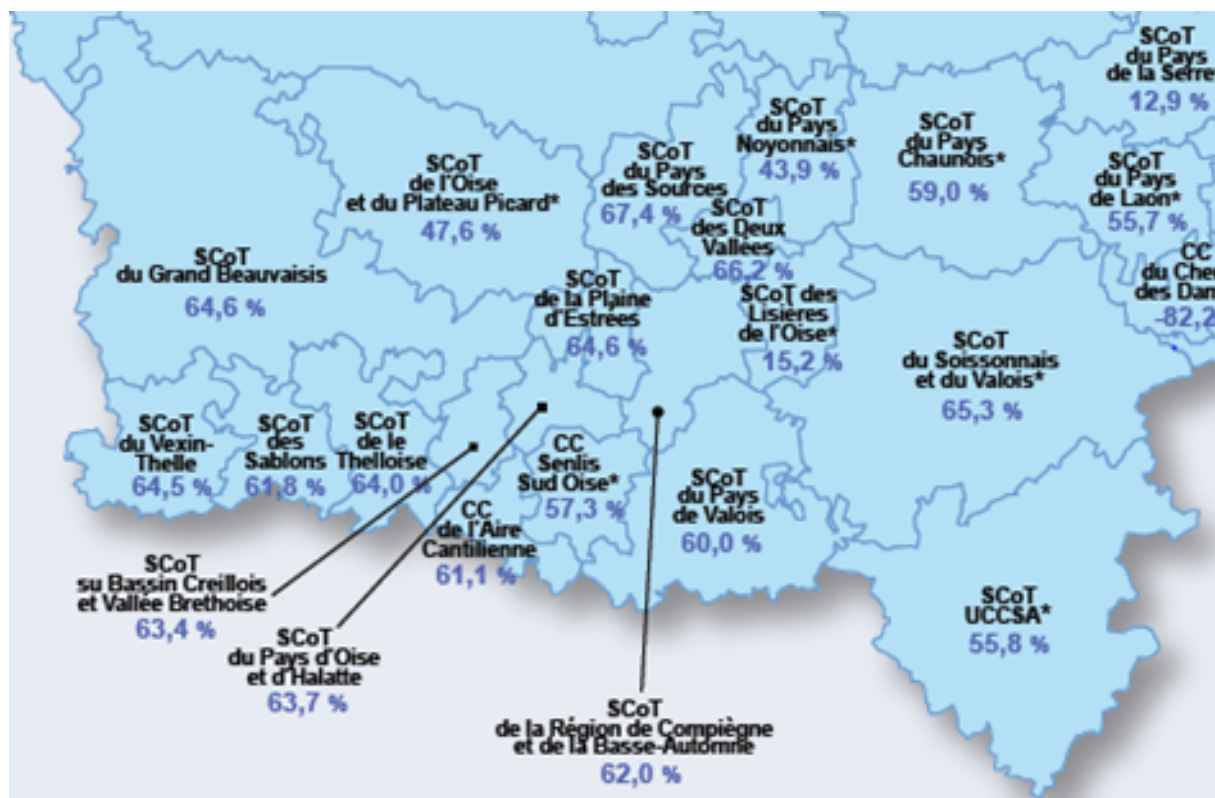 SCoT
du Pays
de la Serre
12,9 %
SCoT
du Pays
Noyonnais*
43,9 %
SCoT
du Pays
Chaunois*
59,0 %
SCoT
du Pays
des Sources
67,4 %
SCoT
de l'Oise
et du Plateau Picard*
47,6 %
SCoT
du Pays
de Laon*
55,7 %
SCoT
des Deux
Vallées
66,2 %
SCoT
du Grand Beauvaisis
64,6 %
CC
du Che
des Dam
-82,2
SCoT
de la Plaine
d'Estrées
64,6 %
SCoT des
Lisières
de l'Oise*
15,2 %
SCoT
du Soissonnais
et du Valois*
65,3 %
SCoT
du Vexin-
Thelle
64,5 %
SCoT
des
Sablons
61,8 %
SCoT
de le
Thelloise
64,0 %
CC
Senlis
Sud Oise*
57,3 %
SCoT
du Pays
de Valois
60,0 %
CC
de l'Aire
Cantilienne
61,1 %
SCoT
su Bassin Creillois
et Vallée Brethoise
63,4 %
SCoT
UCCSA*
55,8 %
SCoT
du Pays d'Oise
et d'Halatte
63,7 %
SCoT
de la Région de Compiègne
et de la Basse-Automne
62,0 %